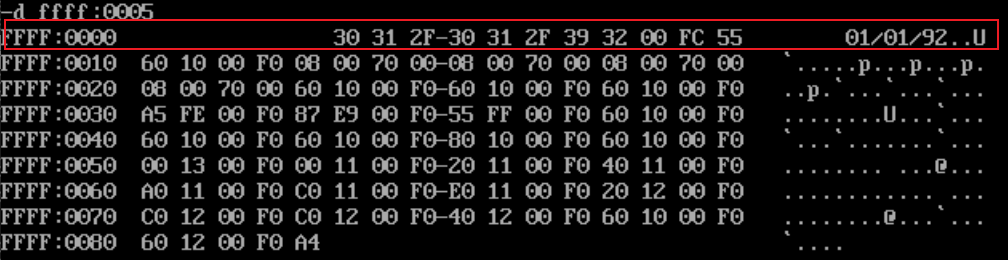 -d ffff:0005
FFFF:0000                 30 31 2F-30 31 2F 39 32 00 FC 55        01/01/92..U
FFFF:0010  60 10 00 F0 08 00 70 00-08 00 70 00 08 00 70 00   `.....p...p...p.
FFFF:0020  08 00 70 00 60 10 00 F0-60 10 00 F0 60 10 00 F0   ..p.`...`...`...
FFFF:0030  A5 FE 00 F0 87 E9 00 F0-55 FF 00 F0 60 10 00 F0   ........U...`...
FFFF:0040  60 10 00 F0 60 10 00 F0-80 10 00 F0 60 10 00 F0   `...`.......`...
FFFF:0050  00 13 00 F0 00 11 00 F0-20 11 00 F0 40 11 00 F0   ........ ...@...
FFFF:0060  A0 11 00 F0 C0 11 00 F0-E0 11 00 F0 20 12 00 F0   ............ ...
FFFF:0070  C0 12 00 F0 C0 12 00 F0-40 12 00 F0 60 10 00 F0   ........@...`...
FFFF:0080  60 12 00 F0 A4                                    `....